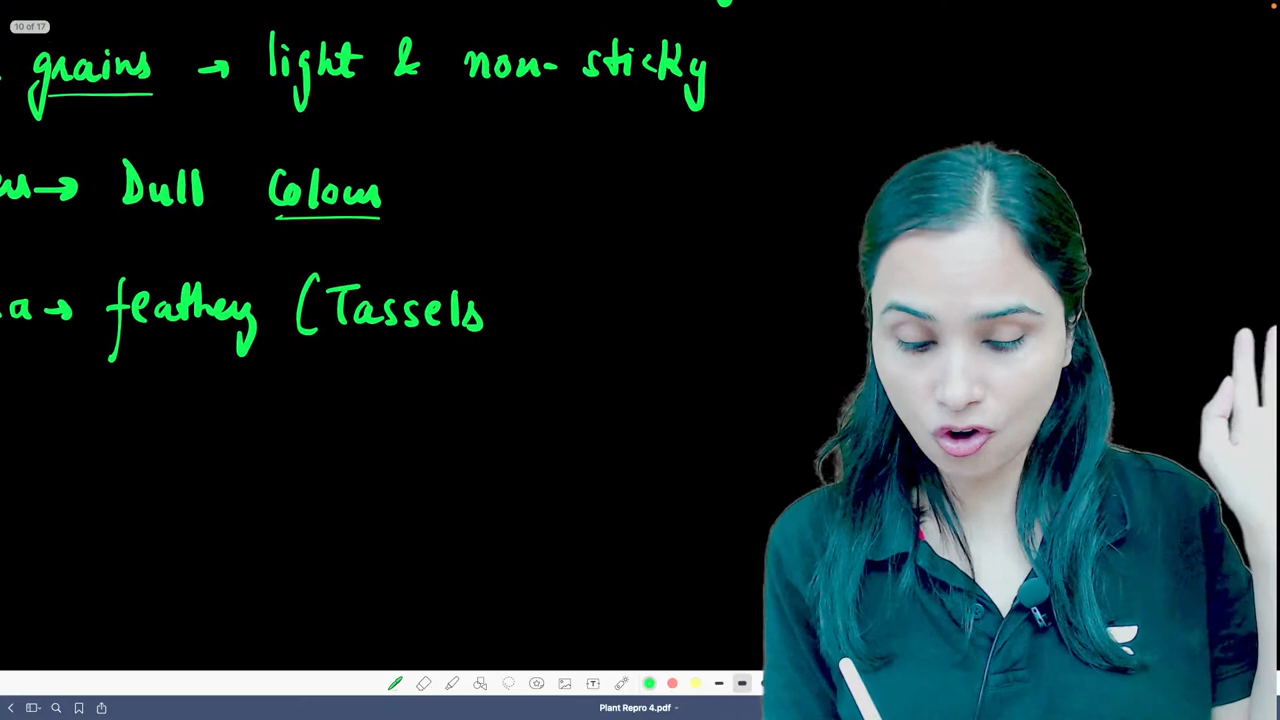 10 of 17
grains → light & non-sticky
→ Dull Colour
a → feathery (Tassels
Plant Repro 4.pdf